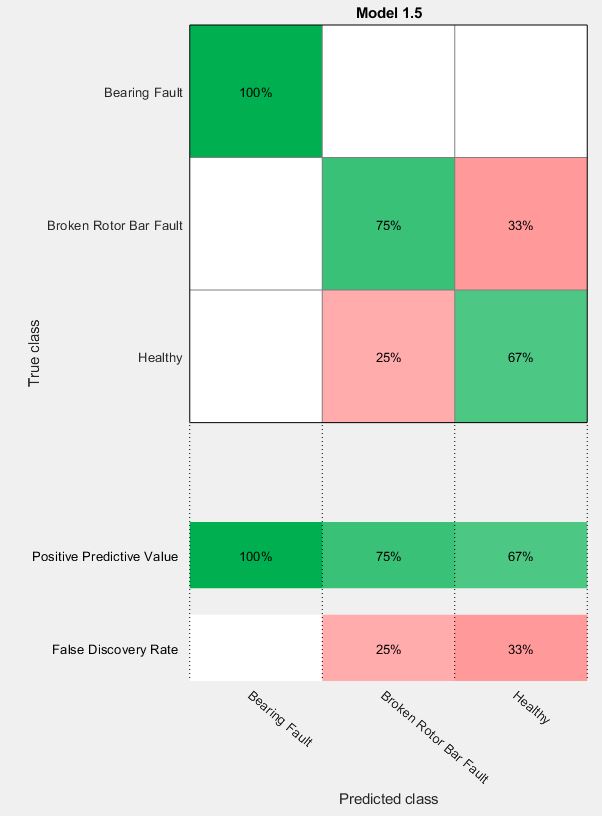 Model 1.5
Bearing Fault
100%
Broken Rotor Bar Fault
75%
33%
Healthy
25%
67%
True class
Positive Predictive Value
100%
75%
67%
False Discovery Rate
25%
33%
Bearing Fault
Broken Rotor Bar Fault
Healthy
Predicted class